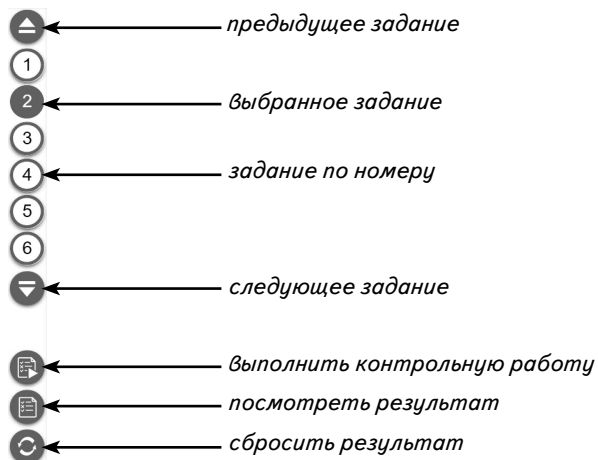 предыдущее задание
1
2 выбранное задание
3
4 задание по номеру
5
6
следующее задание
выполнить контрольную работу
посмотреть результат
сбросить результат